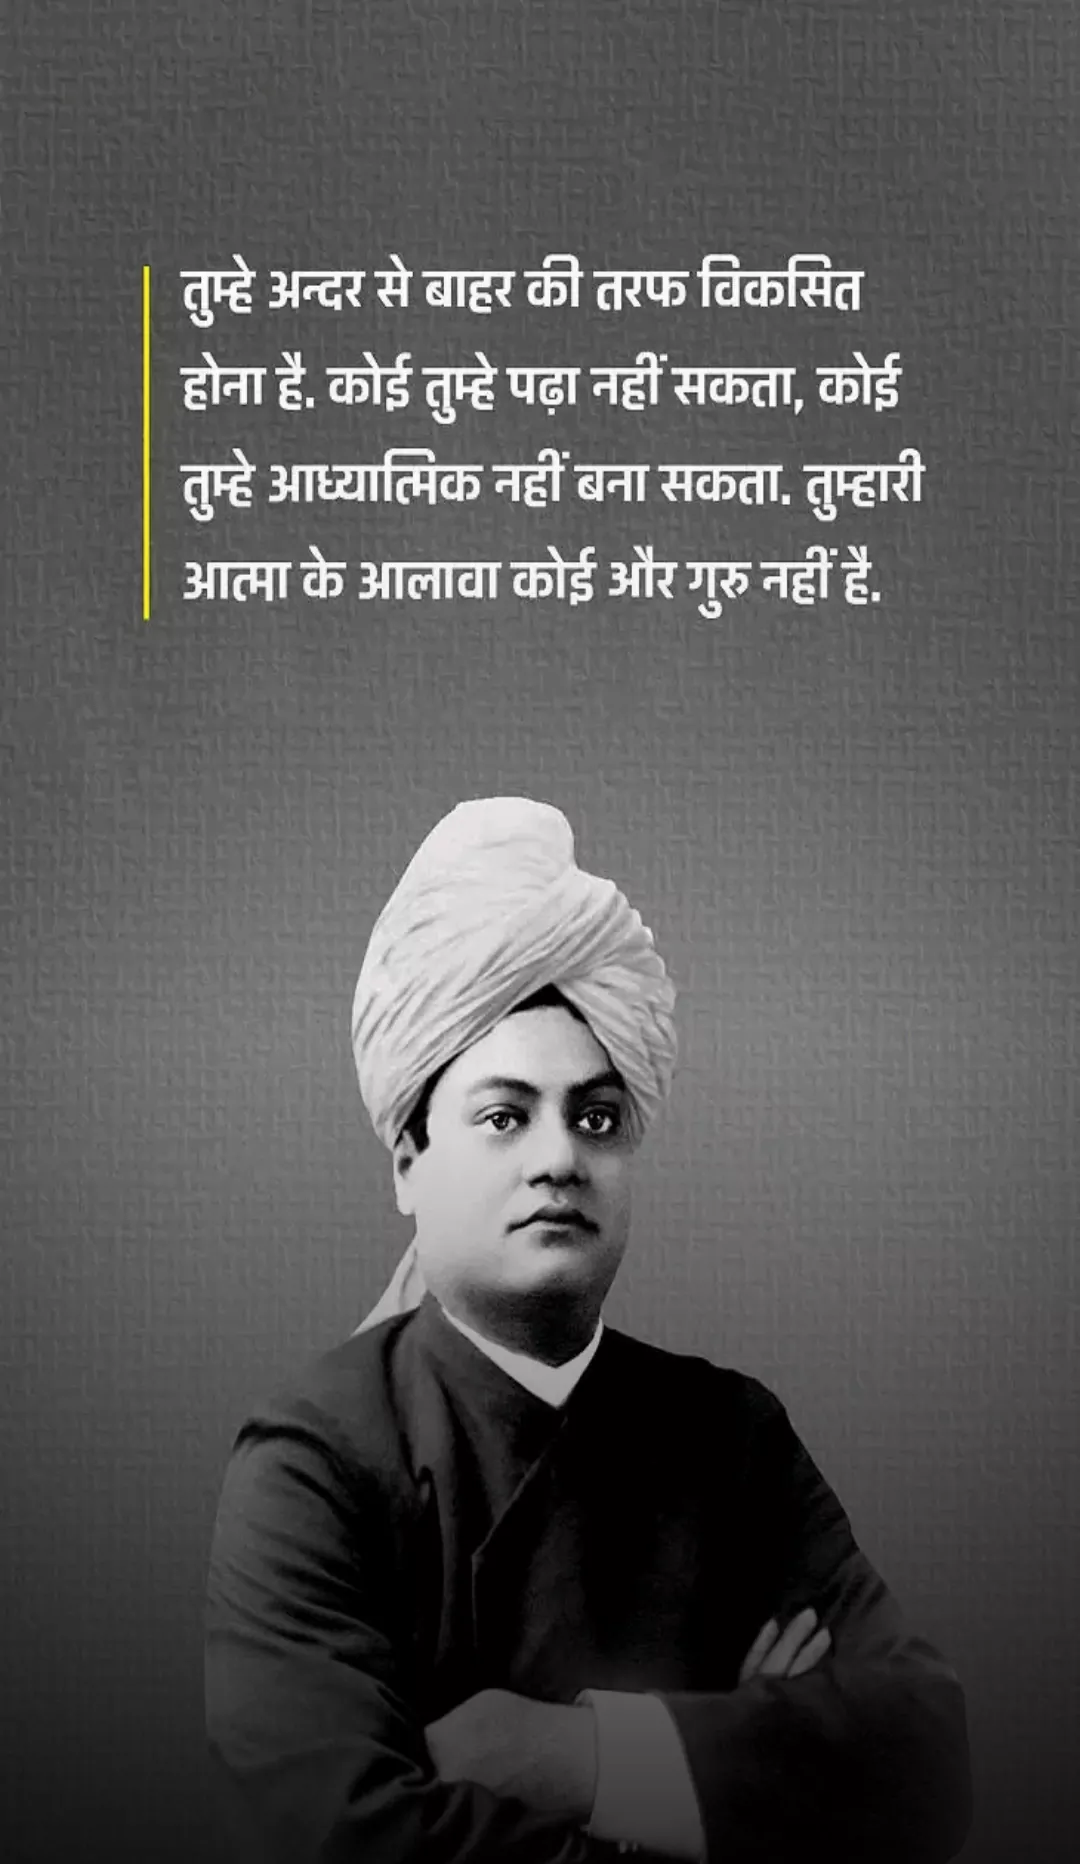 तुम्हे अन्दर से बाहर की तरफ विकसित
होना है. कोई तुम्हे पढ़ा नहीं सकता, कोई
तुम्हे आध्यात्मिक नहीं बना सकता. तुम्हारी
आत्मा के आलावा कोई और गुरु नहीं है.